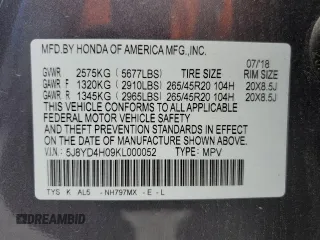 MFD.BY HONDA OF AMERICA MFG.,INC.
07/18
GVWR 2575KG (5677LBS) TIRE SIZE RIM SIZE
GAWR F 1320KG (2910LBS) 265/45R20 104H 20X8.5J
GAWR R 1345KG (2965LBS) 265/45R20 104H 20X8.5J
THIS VEHICLE CONFORMS TO ALL APPLICABLE
FEDERAL MOTOR VEHICLE SAFETY AND
THEFT PREVENTION STANDARDS IN EFFECT ON
THE DATE OF MANUFACTURE SHOWN ABOVE.
V.I.N.: 5J8YD4H09KL000052 TYPE: MPV
TYS K AL5 NH797MX - E - L
DREAMBID